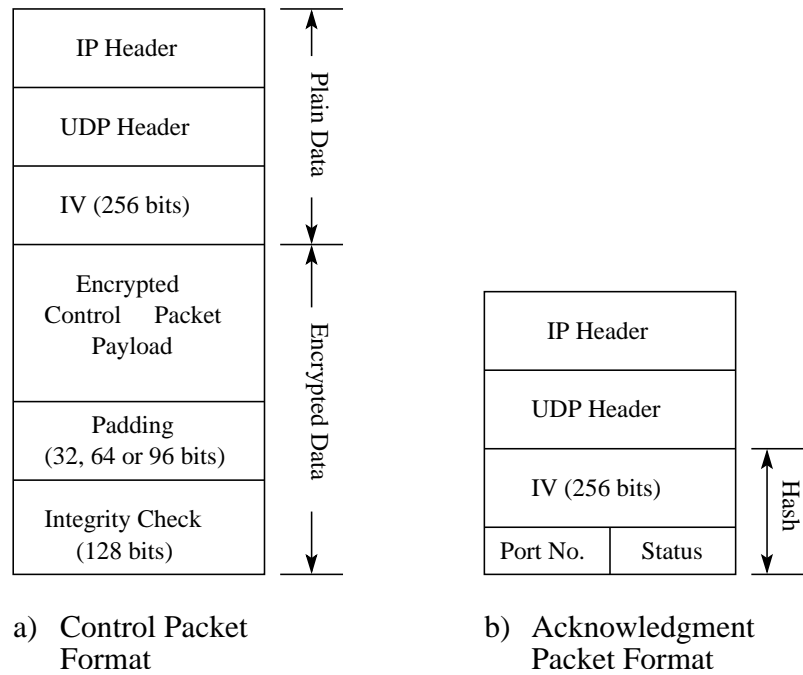 IP Header
UDP Header
IV (256 bits)
Plain Data
Encrypted
Control Packet
Payload
Padding
(32, 64 or 96 bits)
Integrity Check
(128 bits)
Encrypted Data
a) Control Packet
Format
IP Header
UDP Header
IV (256 bits)
Port No. Status
Hash
b) Acknowledgment
Packet Format